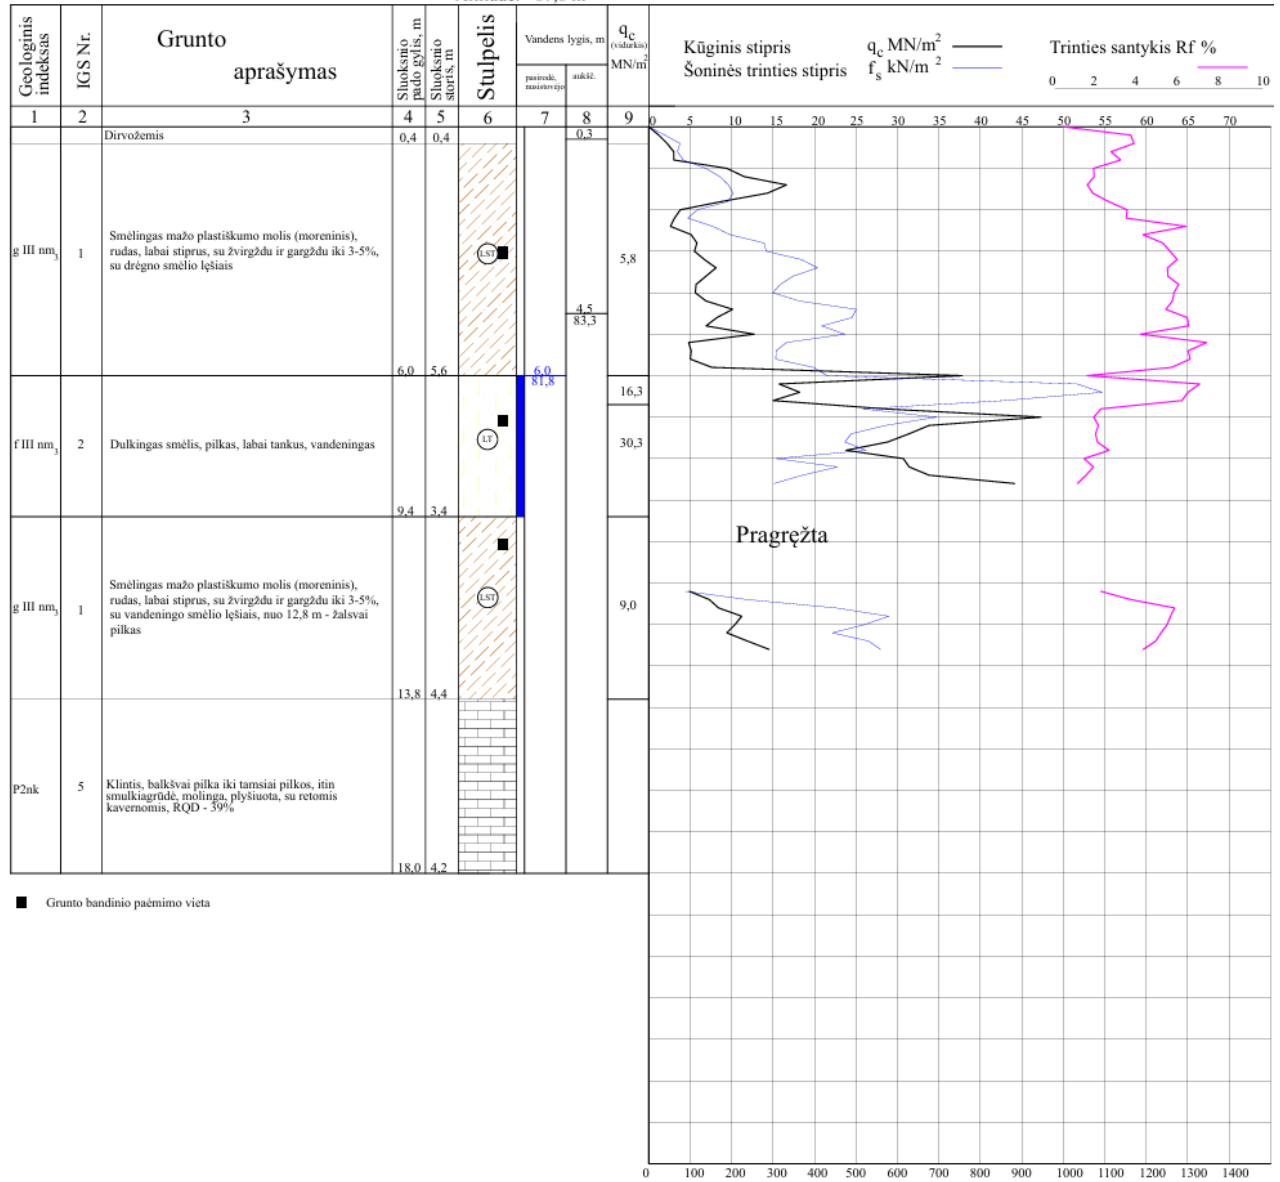 Geologinis indeksas
IGS Nr.
Grunto
aprašymas
Sluoksnio pado gylis, m
Sluoksnio storis, m
Stulpelis
Vandens lygis, m
pasirodė, nusistovėjo
aukšč.
qc
(vidurkis)
MN/m2
Kūginis stipris
qc MN/m2
Šoninės trinties stipris
fs kN/m2
Trinties santykis Rf %
0 2 4 6 8 10
1 2 3 4 5 6 7 8 9
0 5 10 15 20 25 30 35 40 45 50 55 60 65 70
Dirvožemis
0,4 0,4
0,3
g III nm3
1
Smėlingas mažo plastiškumo molis (moreninis),
rudas, labai stiprus, su žvirgždu ir gargždu iki 3-5%,
su drėgno smėlio lęšiais
LST
5,8
4,5
83,3
6,0 5,6
6,0
81,8
16,3
f III nm3
2
Dulkingas smėlis, pilkas, labai tankus, vandeningas
LT
30,3
9,4 3,4
Pragręžta
g III nm3
1
Smėlingas mažo plastiškumo molis (moreninis),
rudas, labai stiprus, su žvirgždu ir gargždu iki 3-5%,
su vandeningo smėlio lęšiais, nuo 12,8 m - žalsvai
pilkas
LST
9,0
13,8 4,4
P2nk
5
Klintis, balkšvai pilka iki tamsiai pilkos, itin
smulkiagrūdė, molinga, plyšiuota, su retomis
kavernomis, RQD - 39%
18,0 4,2
Grunto bandinio paėmimo vieta
0 100 200 300 400 500 600 700 900 1000 1100 1200 1300 1400